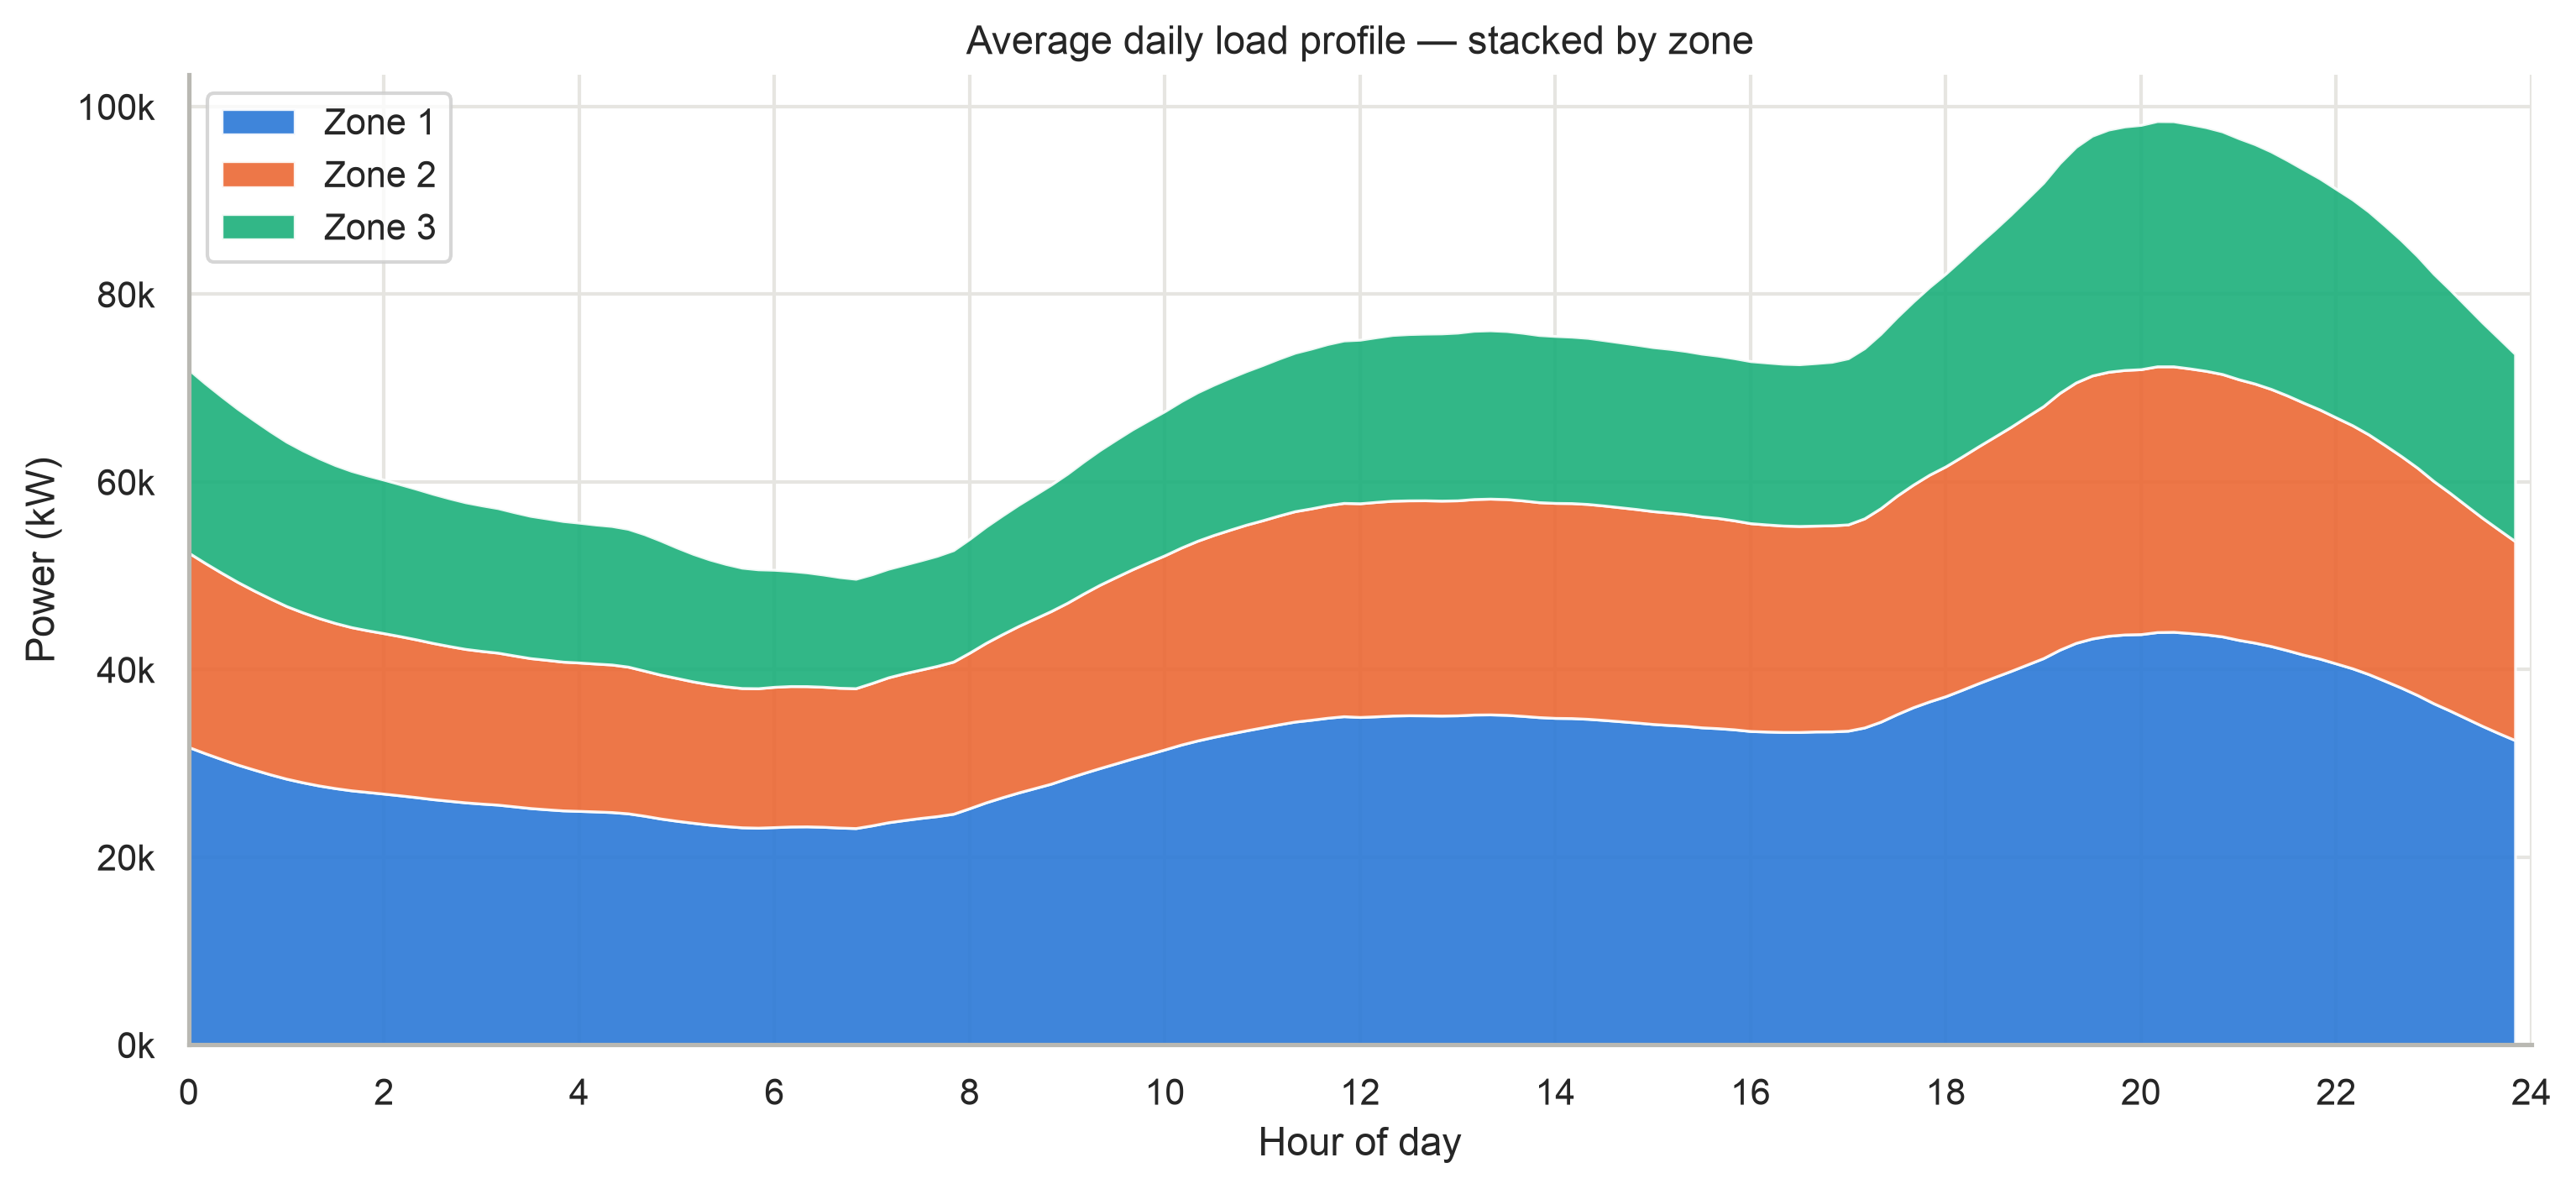 Average daily load profile — stacked by zone
100k
80k
60k
40k
20k
0k
Power (kW)
Zone 1
Zone 2
Zone 3
0 2 4 6 8 10 12 14 16 18 20 22 24
Hour of day